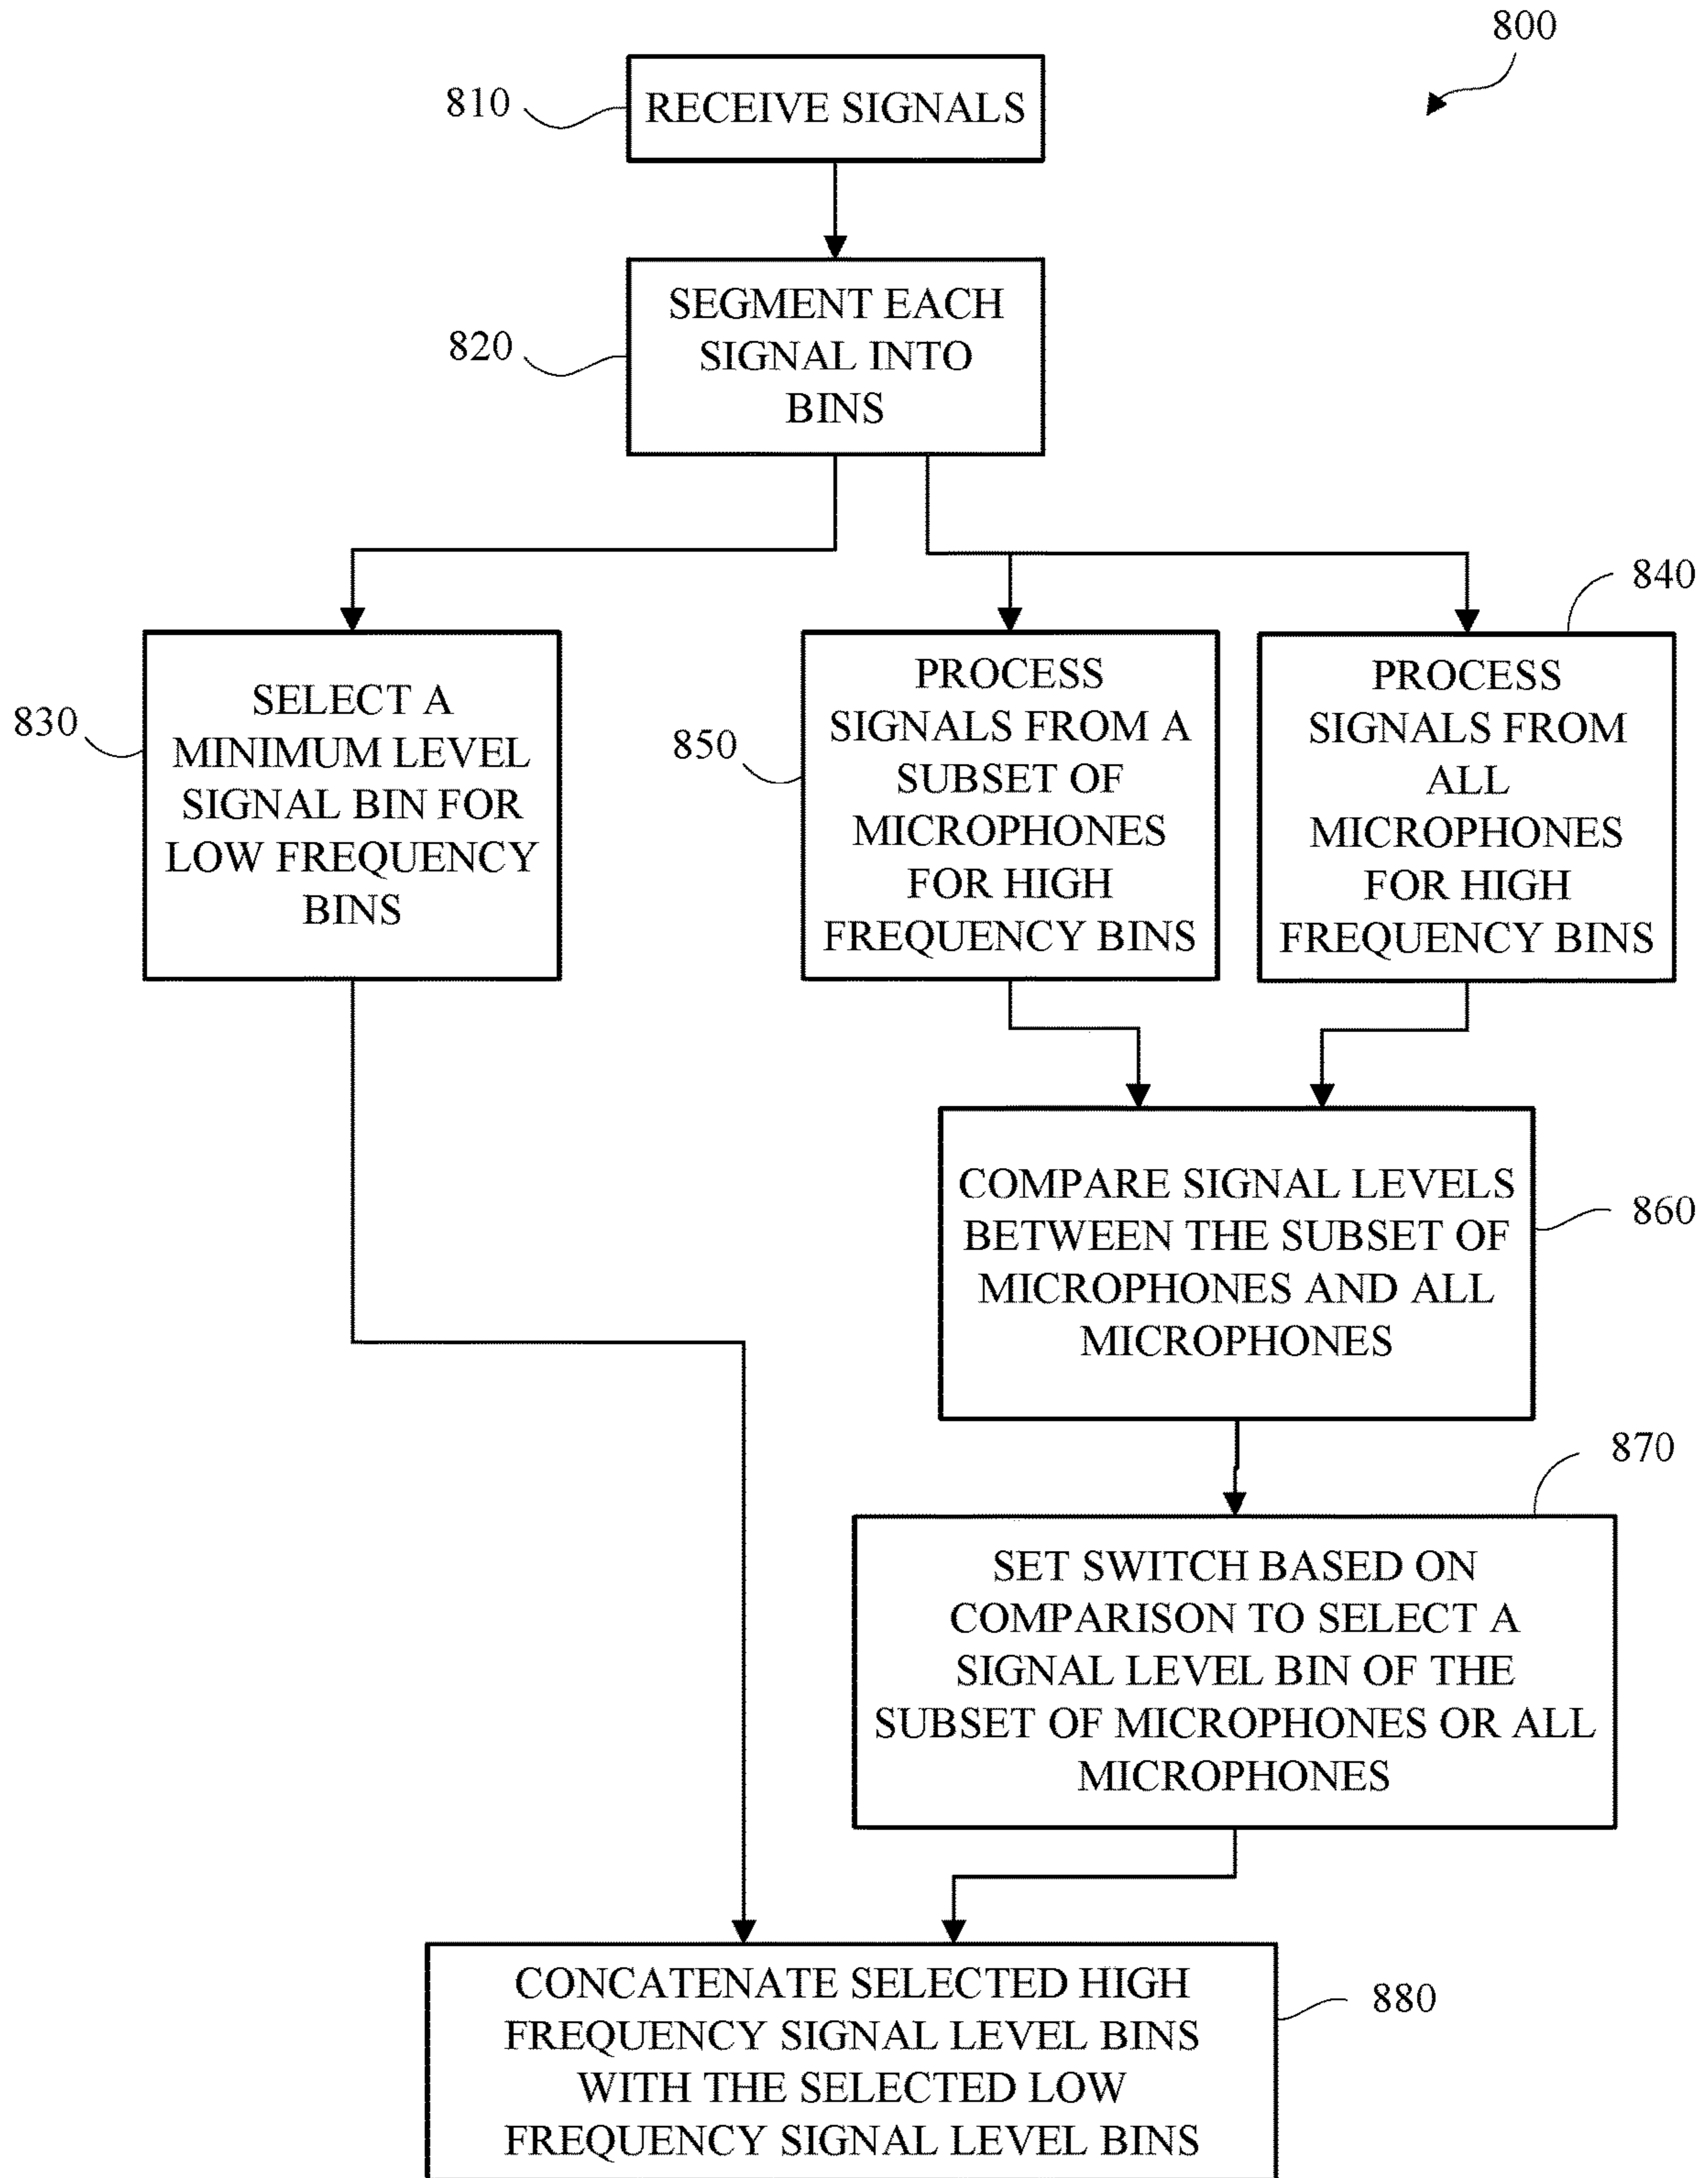 800
810
RECEIVE SIGNALS
820
SEGMENT EACH
SIGNAL INTO
BINS
830
SELECT A
MINIMUM LEVEL
SIGNAL BIN FOR
LOW FREQUENCY
BINS
850
PROCESS
SIGNALS FROM A
SUBSET OF
MICROPHONES
FOR HIGH
FREQUENCY BINS
840
PROCESS
SIGNALS FROM
ALL
MICROPHONES
FOR HIGH
FREQUENCY BINS
COMPARE SIGNAL LEVELS
BETWEEN THE SUBSET OF
MICROPHONES AND ALL
MICROPHONES
860
870
SET SWITCH BASED ON
COMPARISON TO SELECT A
SIGNAL LEVEL BIN OF THE
SUBSET OF MICROPHONES OR ALL
MICROPHONES
CONCATENATE SELECTED HIGH
FREQUENCY SIGNAL LEVEL BINS
WITH THE SELECTED LOW
FREQUENCY SIGNAL LEVEL BINS
880